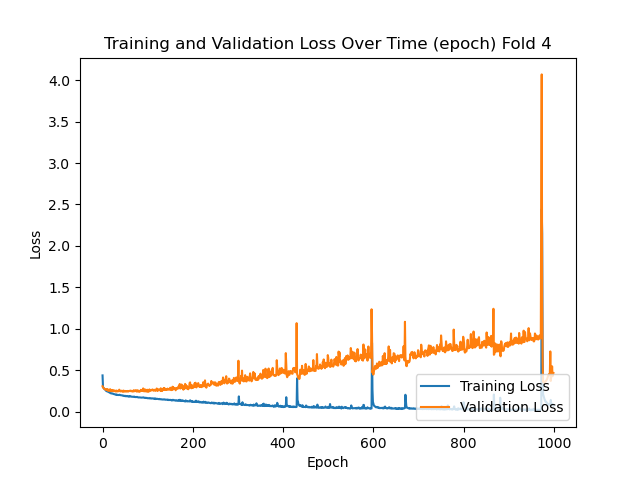 Training and Validation Loss Over Time (epoch) Fold 4
4.0
3.5
3.0
2.5
2.0
1.5
1.0
0.5
0.0
Loss
Training Loss
Validation Loss
0 200 400 600 800 1000
Epoch